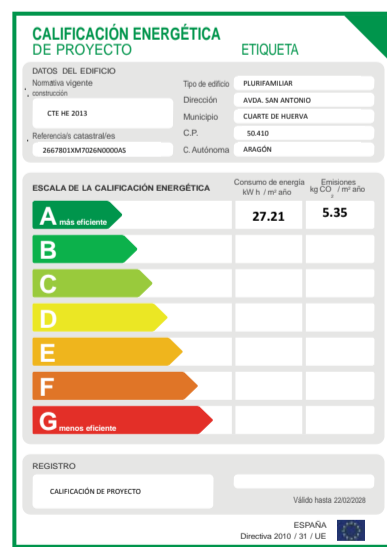 CALIFICACIÓN ENERGÉTICA
DE PROYECTO ETIQUETA
DATOS DEL EDIFICIO
Normativa vigente
construcción
CTE HE 2013
Referencia/s catastral/es
2667801XM7026N0000AS
Tipo de edificio PLURIFAMILIAR
Dirección AVDA. SAN ANTONIO
Municipio CUARTE DE HUERVA
C.P. 50.410
C. Autónoma ARAGÓN
ESCALA DE LA CALIFICACIÓN ENERGÉTICA
Consumo de energía
kW h / m² año
Emisiones
kg CO₂ / m² año
A más eficiente 27.21 5.35
B
C
D
E
F
G menos eficiente
REGISTRO
CALIFICACIÓN DE PROYECTO
Válido hasta 22/02/2028
ESPAÑA
Directiva 2010 / 31 / UE